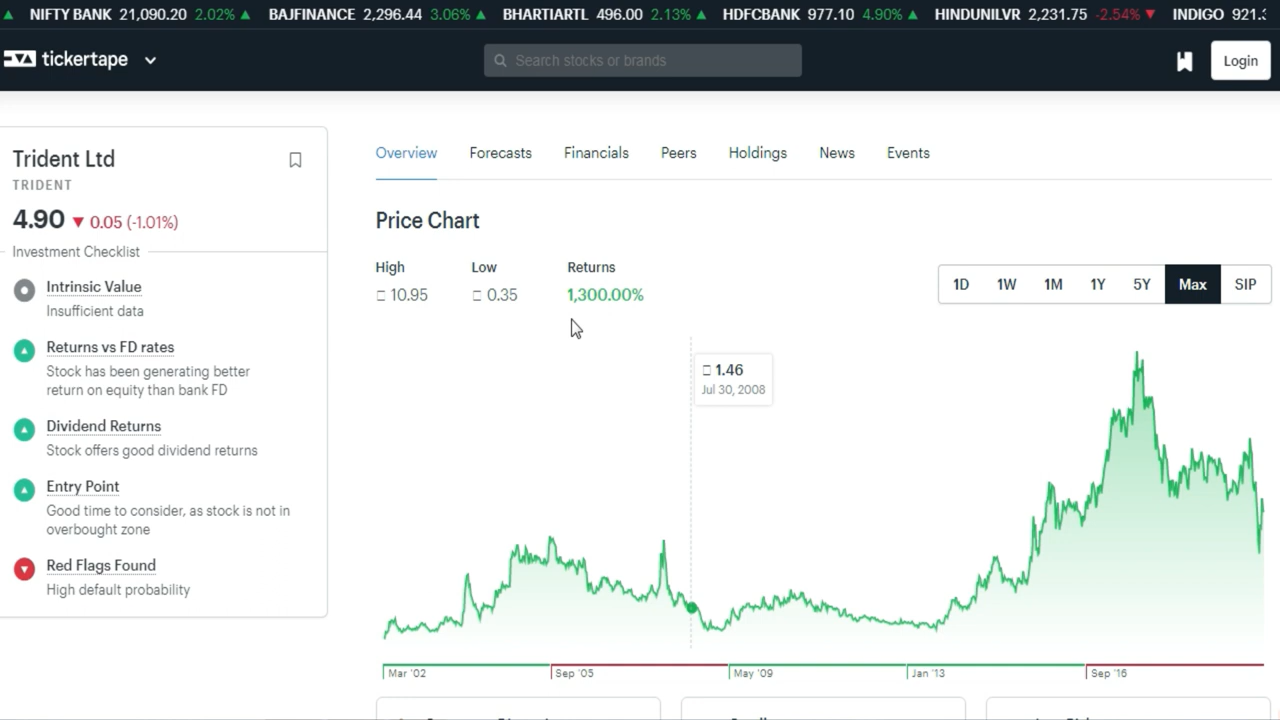 NIFTY BANK 21,090.20 2.02% ▲ BAJFINANCE 2,296.44 3.06% ▲ BHARTIARTL 496.00 2.13% ▲ HDFCBANK 977.10 4.90% ▲ HINDUNILVR 2,231.75 -2.54% ▼ INDIGO 921.
tickertape
Search stocks or brands
Login
Trident Ltd
TRIDENT
4.90 ▼ 0.05 (-1.01%)
Investment Checklist
Intrinsic Value
Insufficient data
Returns vs FD rates
Stock has been generating better
return on equity than bank FD
Dividend Returns
Stock offers good dividend returns
Entry Point
Good time to consider, as stock is not in
overbought zone
Red Flags Found
High default probability
Overview Forecasts Financials Peers Holdings News Events
Price Chart
High Low Returns
10.95 0.35 1,300.00%
1D 1W 1M 1Y 5Y Max SIP
1.46
Jul 30, 2008
Mar '02 Sep '05 May '09 Jan '13 Sep '16